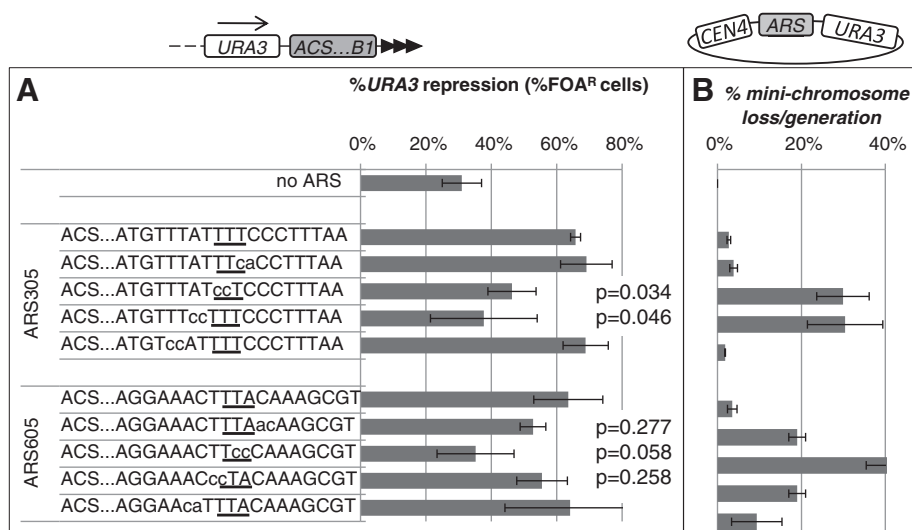 URA3 ACS...B1
CEN4 ARS URA3
A %URA3 repression (%FOAᴿ cells)
0% 20% 40% 60% 80%
B % mini-chromosome
loss/generation
0% 20% 40%
no ARS
ARS305
ACS...ATGTTTATTTTCCCTTTAA
ACS...ATGTTTATTTcaCCTTTAA
ACS...ATGTTTATccTCCCTTTAA p=0.034
ACS...ATGTTTccTTTCCCTTTAA p=0.046
ACS...ATGTccATTTTCCCTTTAA
ARS605
ACS...AGGAAACTTTACAAAGCGT
ACS...AGGAAACTTTAacAAGCGT p=0.277
ACS...AGGAAACTTccCAAAGCGT p=0.058
ACS...AGGAAACccTACAAAGCGT p=0.258
ACS...AGGAAcaTTTACAAAGCGT